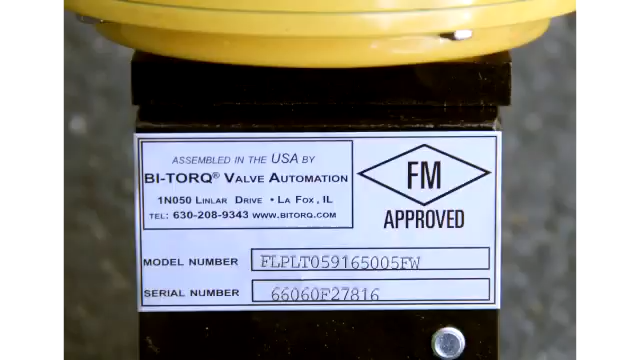 ASSEMBLED IN THE USA BY
BI-TORQ® VALVE AUTOMATION
1N050 LINLAR DRIVE • LA FOX, IL
TEL: 630-208-9343 WWW.BITORQ.COM
FM
APPROVED
MODEL NUMBER FLPLT059165005FW
SERIAL NUMBER 66060F27816